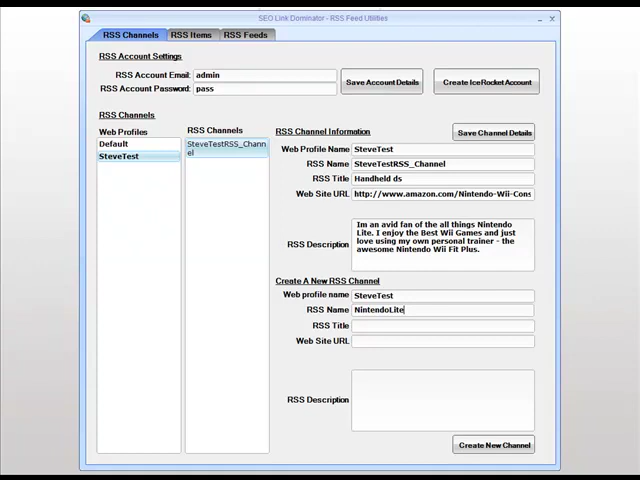 SEO Link Dominator - RSS Feed Utilities
RSS Channels RSS Items RSS Feeds
RSS Account Settings
RSS Account Email: admin
RSS Account Password: pass
Save Account Details
Create IceRocket Account
RSS Channels
Web Profiles
Default
SteveTest
RSS Channels
SteveTestRSS_Chann
el
RSS Channel Information
Save Channel Details
Web Profile Name SteveTest
RSS Name SteveTestRSS_Channel
RSS Title Handheld ds
Web Site URL http://www.amazon.com/Nintendo-Wii-Cons
RSS Description
Im an avid fan of the all things Nintendo
Lite. I enjoy the Best Wii Games and just
love using my own personal trainer - the
awesome Nintendo Wii Fit Plus.
Create A New RSS Channel
Web profile name SteveTest
RSS Name NintendoLite
RSS Title
Web Site URL
RSS Description
Create New Channel